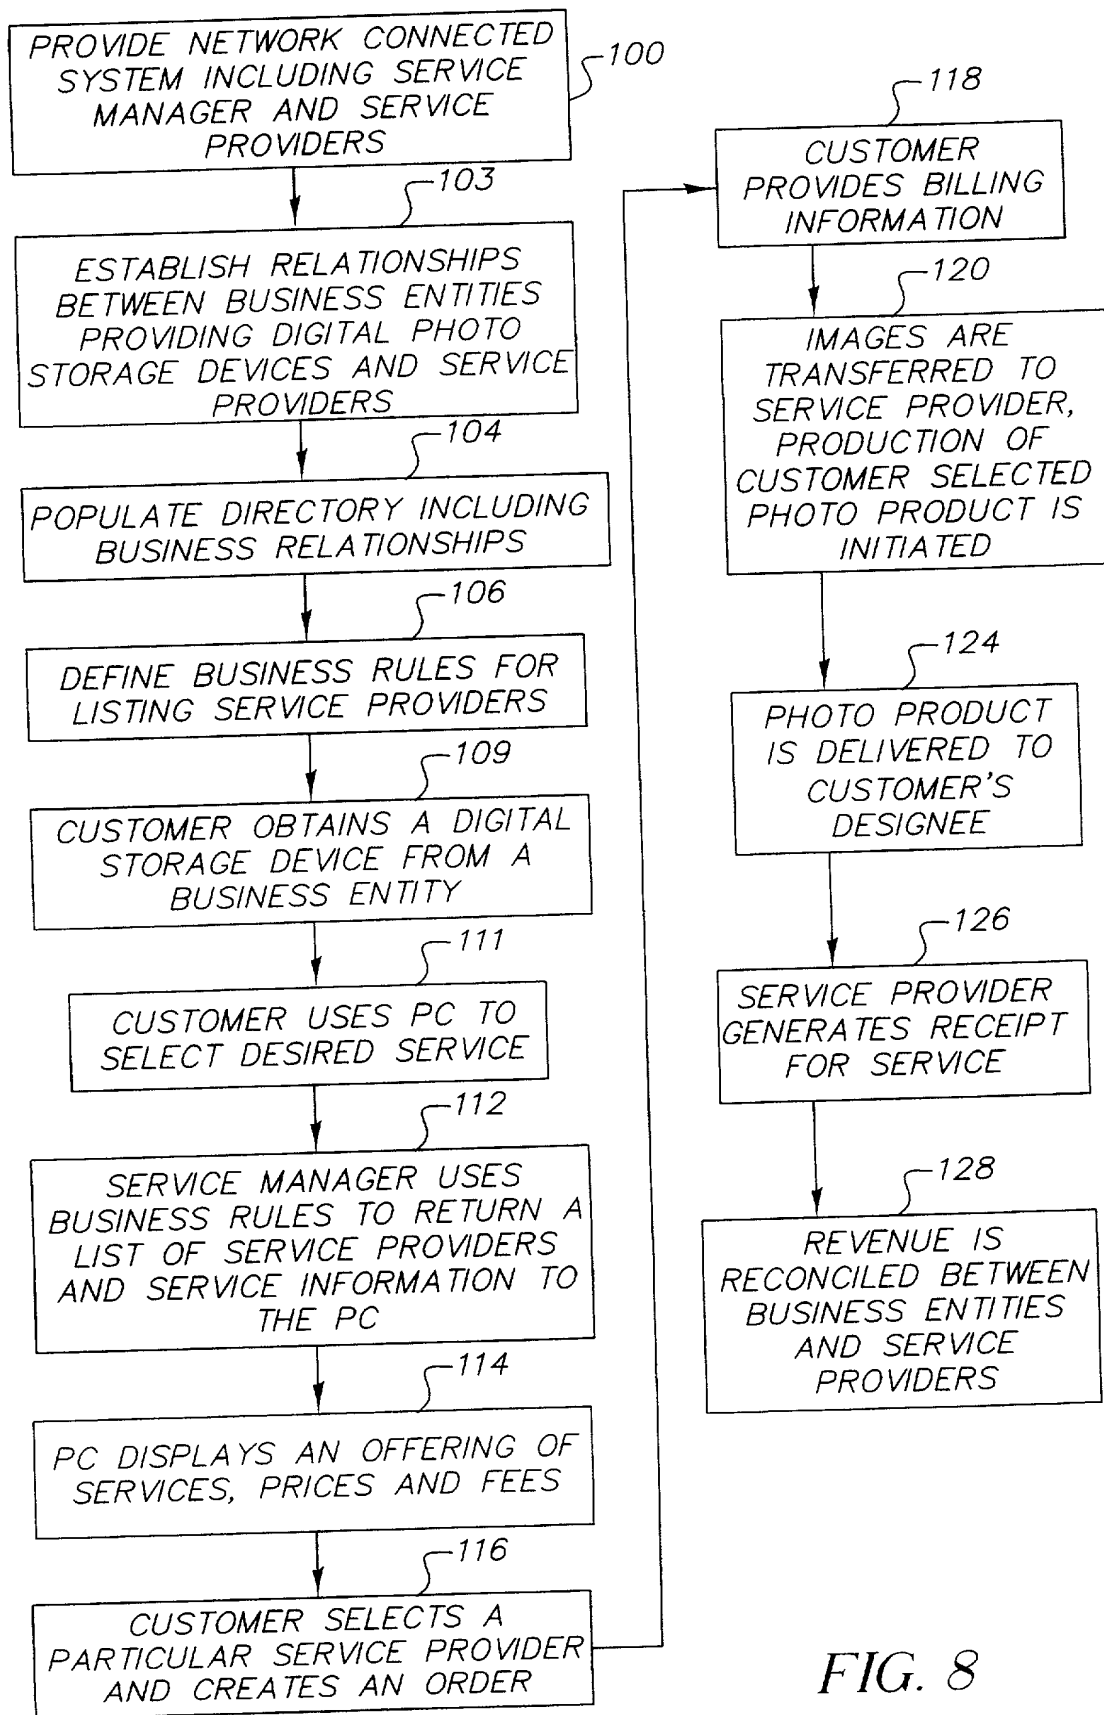 PROVIDE NETWORK CONNECTED
SYSTEM INCLUDING SERVICE
MANAGER AND SERVICE
PROVIDERS
100
103
ESTABLISH RELATIONSHIPS
BETWEEN BUSINESS ENTITIES
PROVIDING DIGITAL PHOTO
STORAGE DEVICES AND SERVICE
PROVIDERS
104
POPULATE DIRECTORY INCLUDING
BUSINESS RELATIONSHIPS
106
DEFINE BUSINESS RULES FOR
LISTING SERVICE PROVIDERS
109
CUSTOMER OBTAINS A DIGITAL
STORAGE DEVICE FROM A
BUSINESS ENTITY
111
CUSTOMER USES PC TO
SELECT DESIRED SERVICE
112
SERVICE MANAGER USES
BUSINESS RULES TO RETURN A
LIST OF SERVICE PROVIDERS
AND SERVICE INFORMATION TO
THE PC
114
PC DISPLAYS AN OFFERING OF
SERVICES, PRICES AND FEES
116
CUSTOMER SELECTS A
PARTICULAR SERVICE PROVIDER
AND CREATES AN ORDER
118
CUSTOMER
PROVIDES BILLING
INFORMATION
120
IMAGES ARE
TRANSFERRED TO
SERVICE PROVIDER,
PRODUCTION OF
CUSTOMER SELECTED
PHOTO PRODUCT IS
INITIATED
124
PHOTO PRODUCT
IS DELIVERED TO
CUSTOMER'S
DESIGNEE
126
SERVICE PROVIDER
GENERATES RECEIPT
FOR SERVICE
128
REVENUE IS
RECONCILED BETWEEN
BUSINESS ENTITIES
AND SERVICE
PROVIDERS
FIG. 8